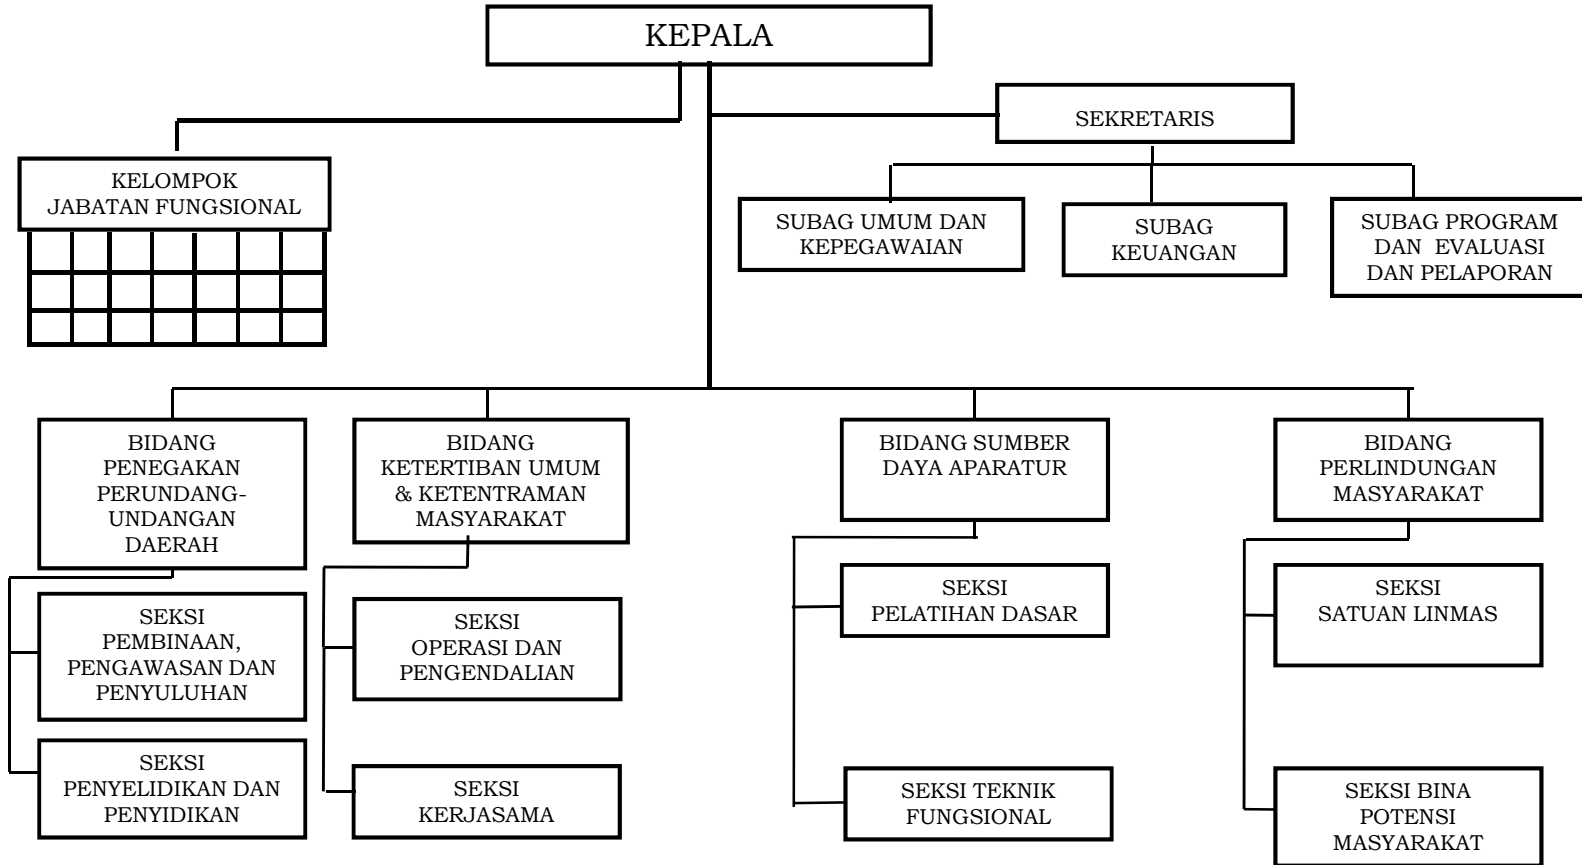 KEPALA
SEKRETARIS
KELOMPOK
JABATAN FUNGSIONAL
SUBAG UMUM DAN
KEPEGAWAIAN
SUBAG
KEUANGAN
SUBAG PROGRAM
DAN EVALUASI
DAN PELAPORAN
BIDANG
PENEGAKAN
PERUNDANG-
UNDANGAN
DAERAH
BIDANG
KETERTIBAN UMUM
& KETENTRAMAN
MASYARAKAT
BIDANG SUMBER
DAYA APARATUR
BIDANG
PERLINDUNGAN
MASYARAKAT
SEKSI
PEMBINAAN,
PENGAWASAN DAN
PENYULUHAN
SEKSI
OPERASI DAN
PENGENDALIAN
SEKSI
PELATIHAN DASAR
SEKSI
SATUAN LINMAS
SEKSI
PENYELIDIKAN DAN
PENYIDIKAN
SEKSI
KERJASAMA
SEKSI TEKNIK
FUNGSIONAL
SEKSI BINA
POTENSI
MASYARAKAT